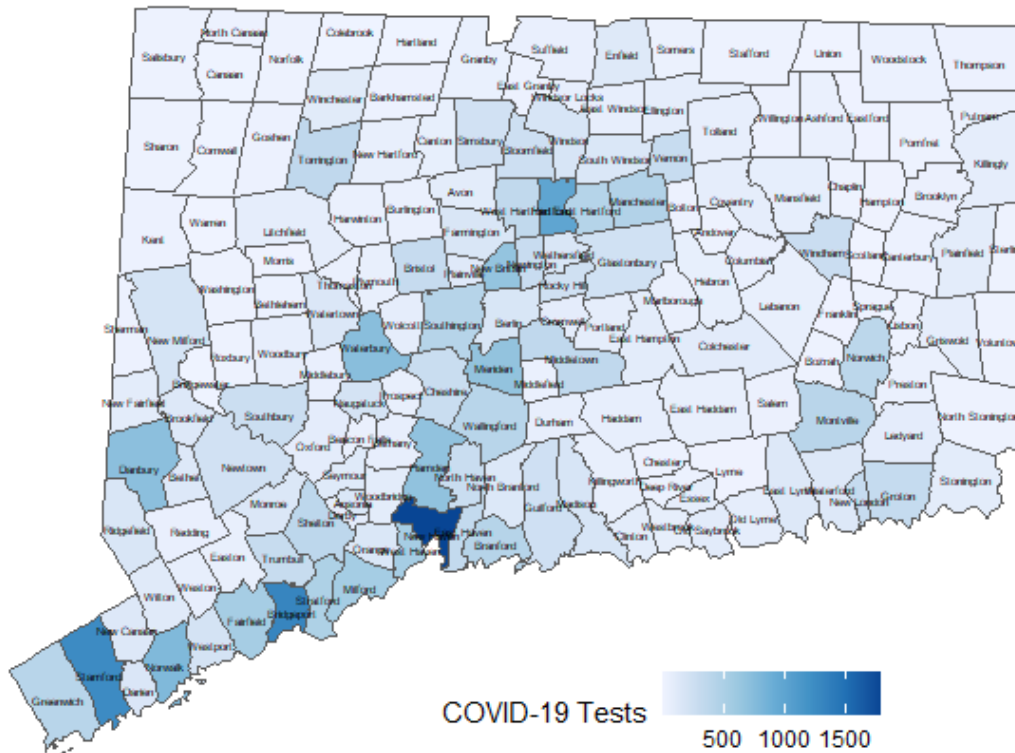 North Canaan
Colebrook
Hartland
Suffield
Enfield
Somers
Stafford
Union
Woodstock
Thompson
Salisbury
Canaan
Norfolk
Granby
East Granby
Windsor Locks
East Windsor
Ellington
Winchester
Barkhamsted
Willington
Ashford
Eastford
Putnam
Pomfret
Sharon
Cornwall
Goshen
Torrington
New Hartford
Canton
Simsbury
Bloomfield
Windsor
South Windsor
Vernon
Tolland
Killingly
Avon
West Hartford
Hartford
East Hartford
Manchester
Bolton
Coventry
Mansfield
Chaplin
Hampton
Brooklyn
Kent
Warren
Litchfield
Harwinton
Burlington
Farmington
Andover
Columbia
Windham
Scotland
Canterbury
Plainfield
Sterling
Morris
Bristol
Plainville
New Britain
Newington
Wethersfield
Glastonbury
Rocky Hill
Hebron
Washington
Bethlehem
Thomaston
Plymouth
Marlborough
Lebanon
Sprague
Franklin
Lisbon
Sherman
New Milford
Roxbury
Woodbury
Watertown
Waterbury
Wolcott
Southington
Berlin
Cromwell
Portland
East Hampton
Colchester
Bozrah
Norwich
Griswold
Voluntown
Bridgewater
Middlebury
Meriden
Middletown
Middlefield
Preston
New Fairfield
Brookfield
Southbury
Naugatuck
Prospect
Cheshire
Wallingford
Durham
Haddam
East Haddam
Salem
Montville
North Stonington
Ledyard
Danbury
Bethel
Newtown
Oxford
Beacon Falls
Bethany
Hamden
North Haven
Seymour
Woodbridge
North Branford
Guilford
Madison
Killingworth
Chester
Deep River
Essex
Lyme
East Lyme
Waterford
New London
Groton
Stonington
Ridgefield
Redding
Monroe
Shelton
Ansonia
Derby
New Haven
East Haven
Branford
Clinton
Westbrook
Old Saybrook
Old Lyme
Orange
West Haven
Easton
Trumbull
Wilton
Weston
Stratford
Milford
New Canaan
Westport
Fairfield
Bridgeport
Greenwich
Stamford
Darien
Norwalk
COVID-19 Tests
500 1000 1500